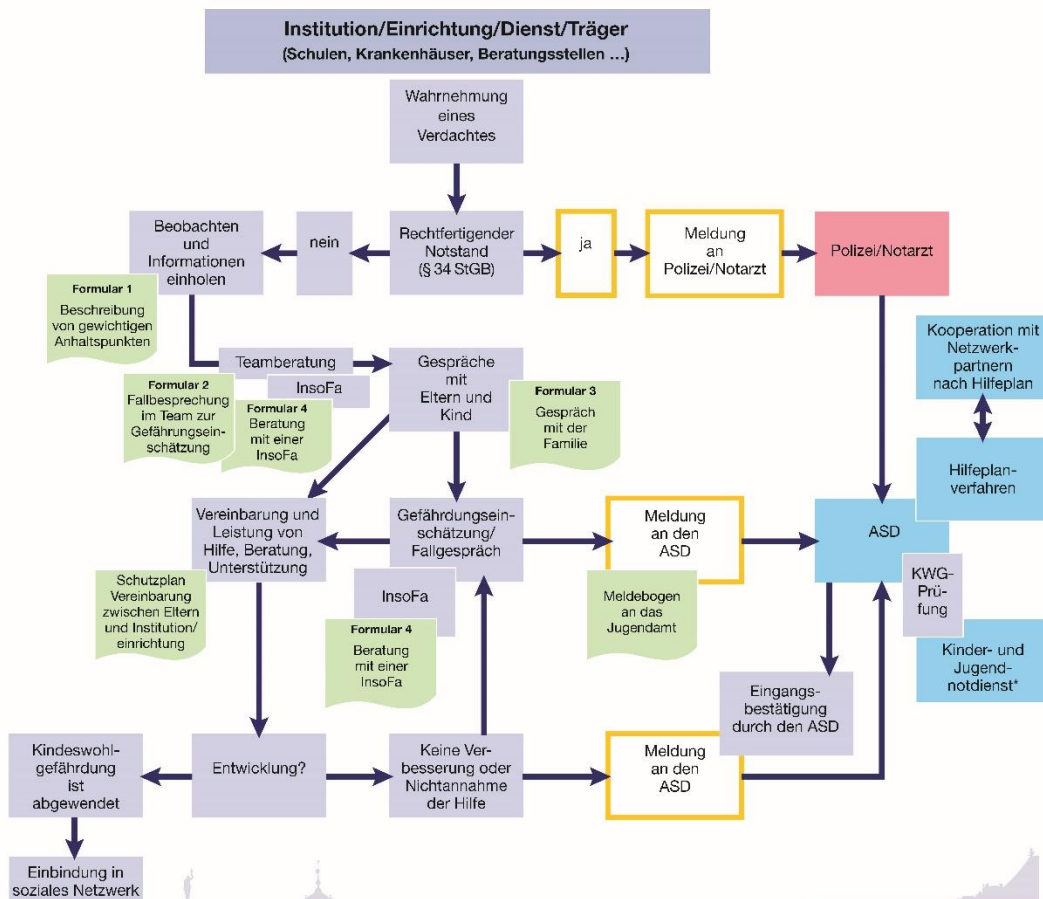 Institution/Einrichtung/Dienst/Träger
(Schulen, Krankenhäuser, Beratungsstellen ...)
Wahrnehmung
eines
Verdachtes
Beobachten
und
Informationen
einholen
nein
Rechtfertigender
Notstand
(§ 34 StGB)
ja
Meldung
an
Polizei/Notarzt
Polizei/Notarzt
Formular 1
Beschreibung
von gewichtigen
Anhaltspunkten
Teamberatung
InsoFa
Formular 2
Fallbesprechung
im Team zur
Gefährdungsein-
schätzung
Formular 4
Beratung
mit einer
InsoFa
Gespräche
mit
Eltern und
Kind
Formular 3
Gespräch
mit der
Familie
Kooperation mit
Netzwerk-
partnern
nach Hilfeplan
Hilfeplan-
verfahren
Vereinbarung und
Leistung von
Hilfe, Beratung,
Unterstützung
Gefährdungsein-
schätzung/
Fallgespräch
Meldung
an den
ASD
ASD
KWG-
Prü-
fung
Schutzplan
Vereinbarung
zwischen Eltern
und Institution/
einrichtung
InsoFa
Formular 4
Beratung
mit einer
InsoFa
Meldebogen
an das
Jugendamt
Kinder- und
Jugend-
notdienst*
Eingangs-
bestätigung
durch den ASD
Kindeswohl-
gefährdung
ist
abgewendet
Entwicklung?
Keine Ver-
besserung oder
Nichtannahme
der Hilfe
Meldung
an den
ASD
Einbindung in
soziales Netzwerk